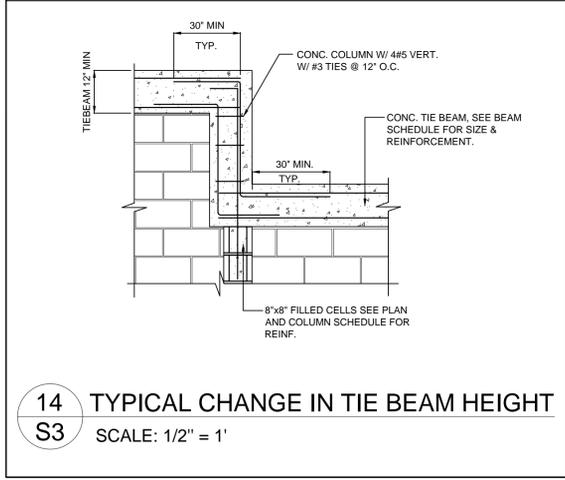 30" MIN
TYP.
CONC. COLUMN W/ 4#5 VERT.
W/ #3 TIES @ 12" O.C.
TIEBEAM 12" MIN
CONC. TIE BEAM, SEE BEAM
SCHEDULE FOR SIZE &
REINFORCEMENT.
30" MIN.
TYP.
8"x8" FILLED CELLS SEE PLAN
AND COLUMN SCHEDULE FOR
REINF.
14
S3
TYPICAL CHANGE IN TIE BEAM HEIGHT
SCALE: 1/2" = 1'